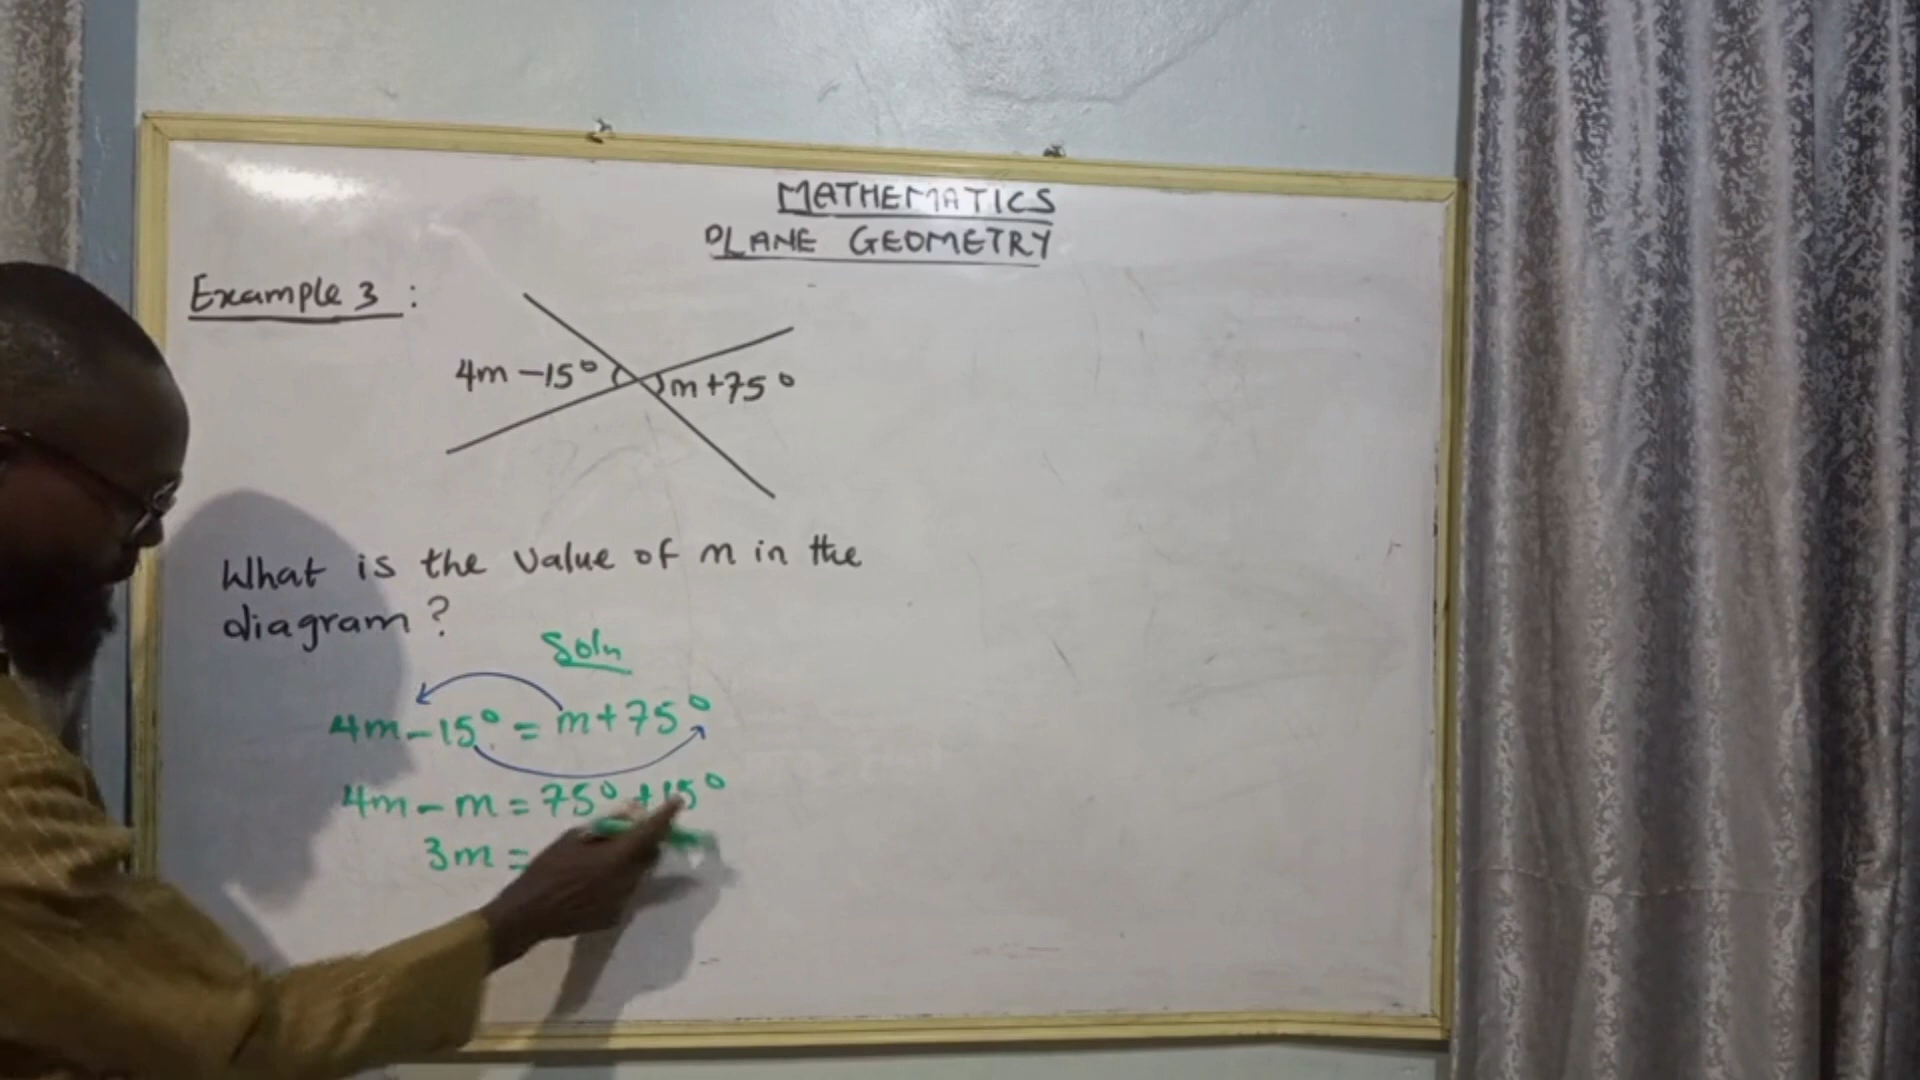 MATHEMATICS
PLANE GEOMETRY
Example 3 :
4m -15° m+75°
What is the value of m in the
diagram ?
Soln
4m-15° = m+75°
4m - m = 75° +15°
3m =